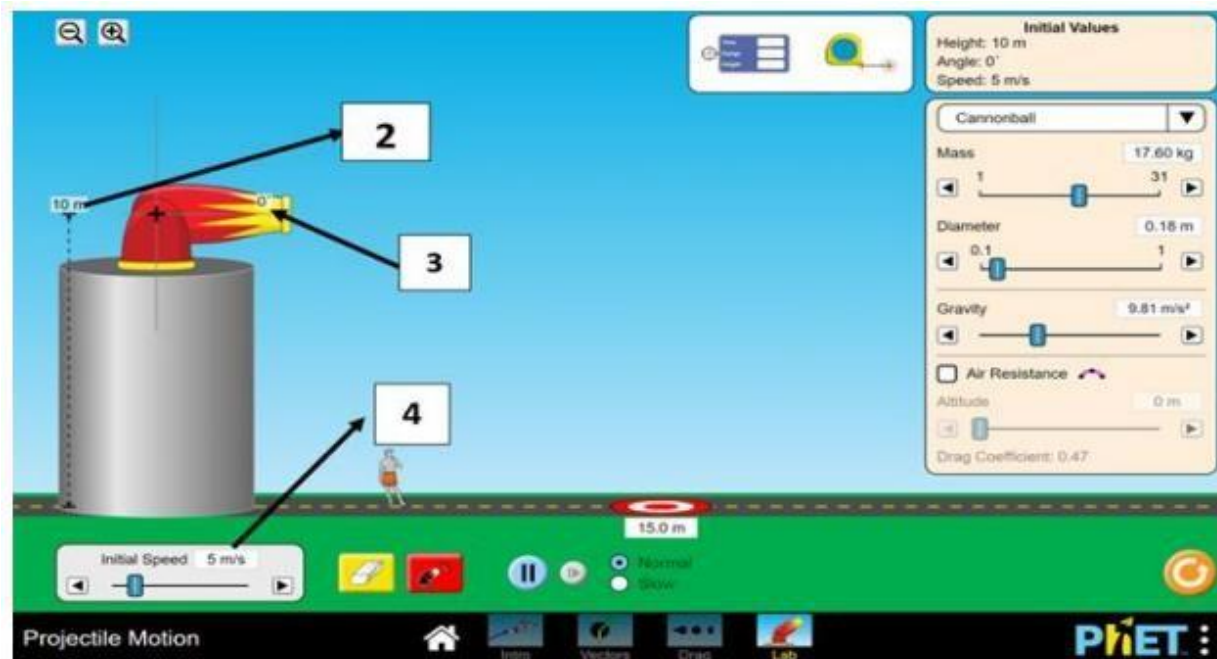 Initial Values
Height: 10 m
Angle: 0°
Speed: 5 m/s
Cannonball
Mass 17.60 kg
1 31
Diameter 0.18 m
0.1 1
Gravity 9.81 m/s²
Air Resistance
Altitude 0 m
Drag Coefficient: 0.47
2
10 m
0°
3
4
15.0 m
Initial Speed 5 m/s
Normal
Slow
Projectile Motion
Intro
Vectors
Drag
Lab
PhET